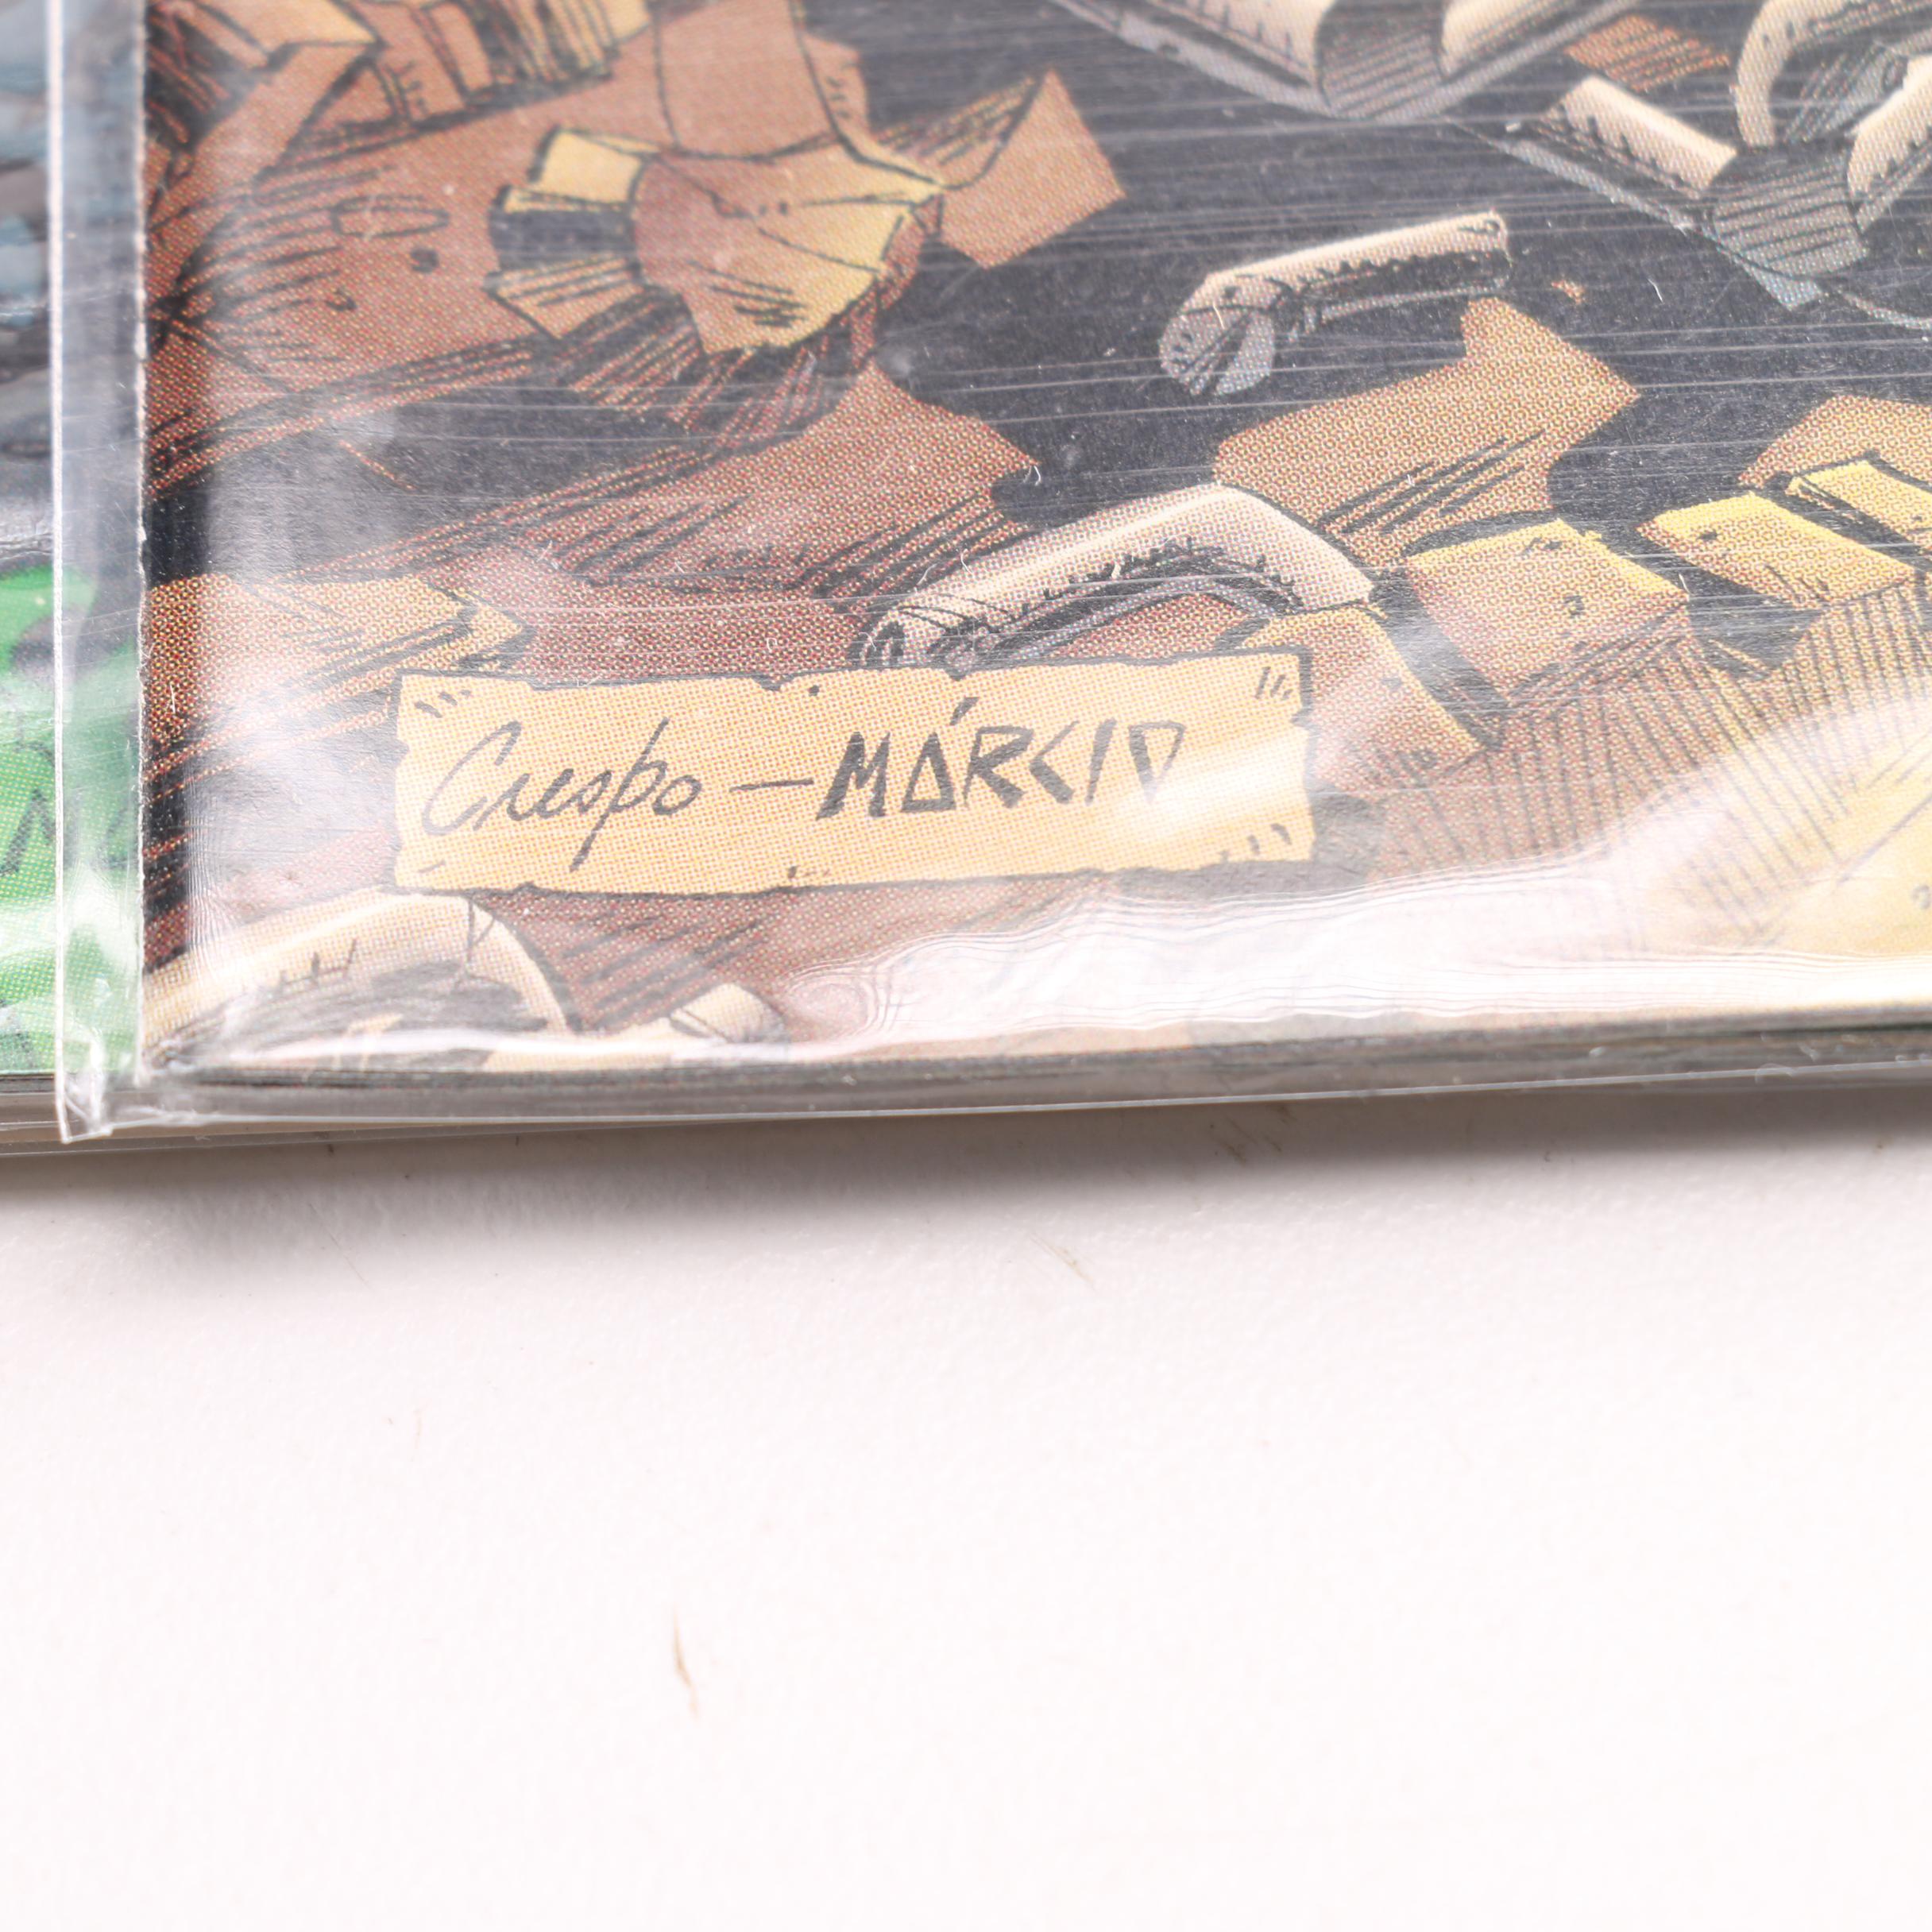 Crespo — MÁRCIO